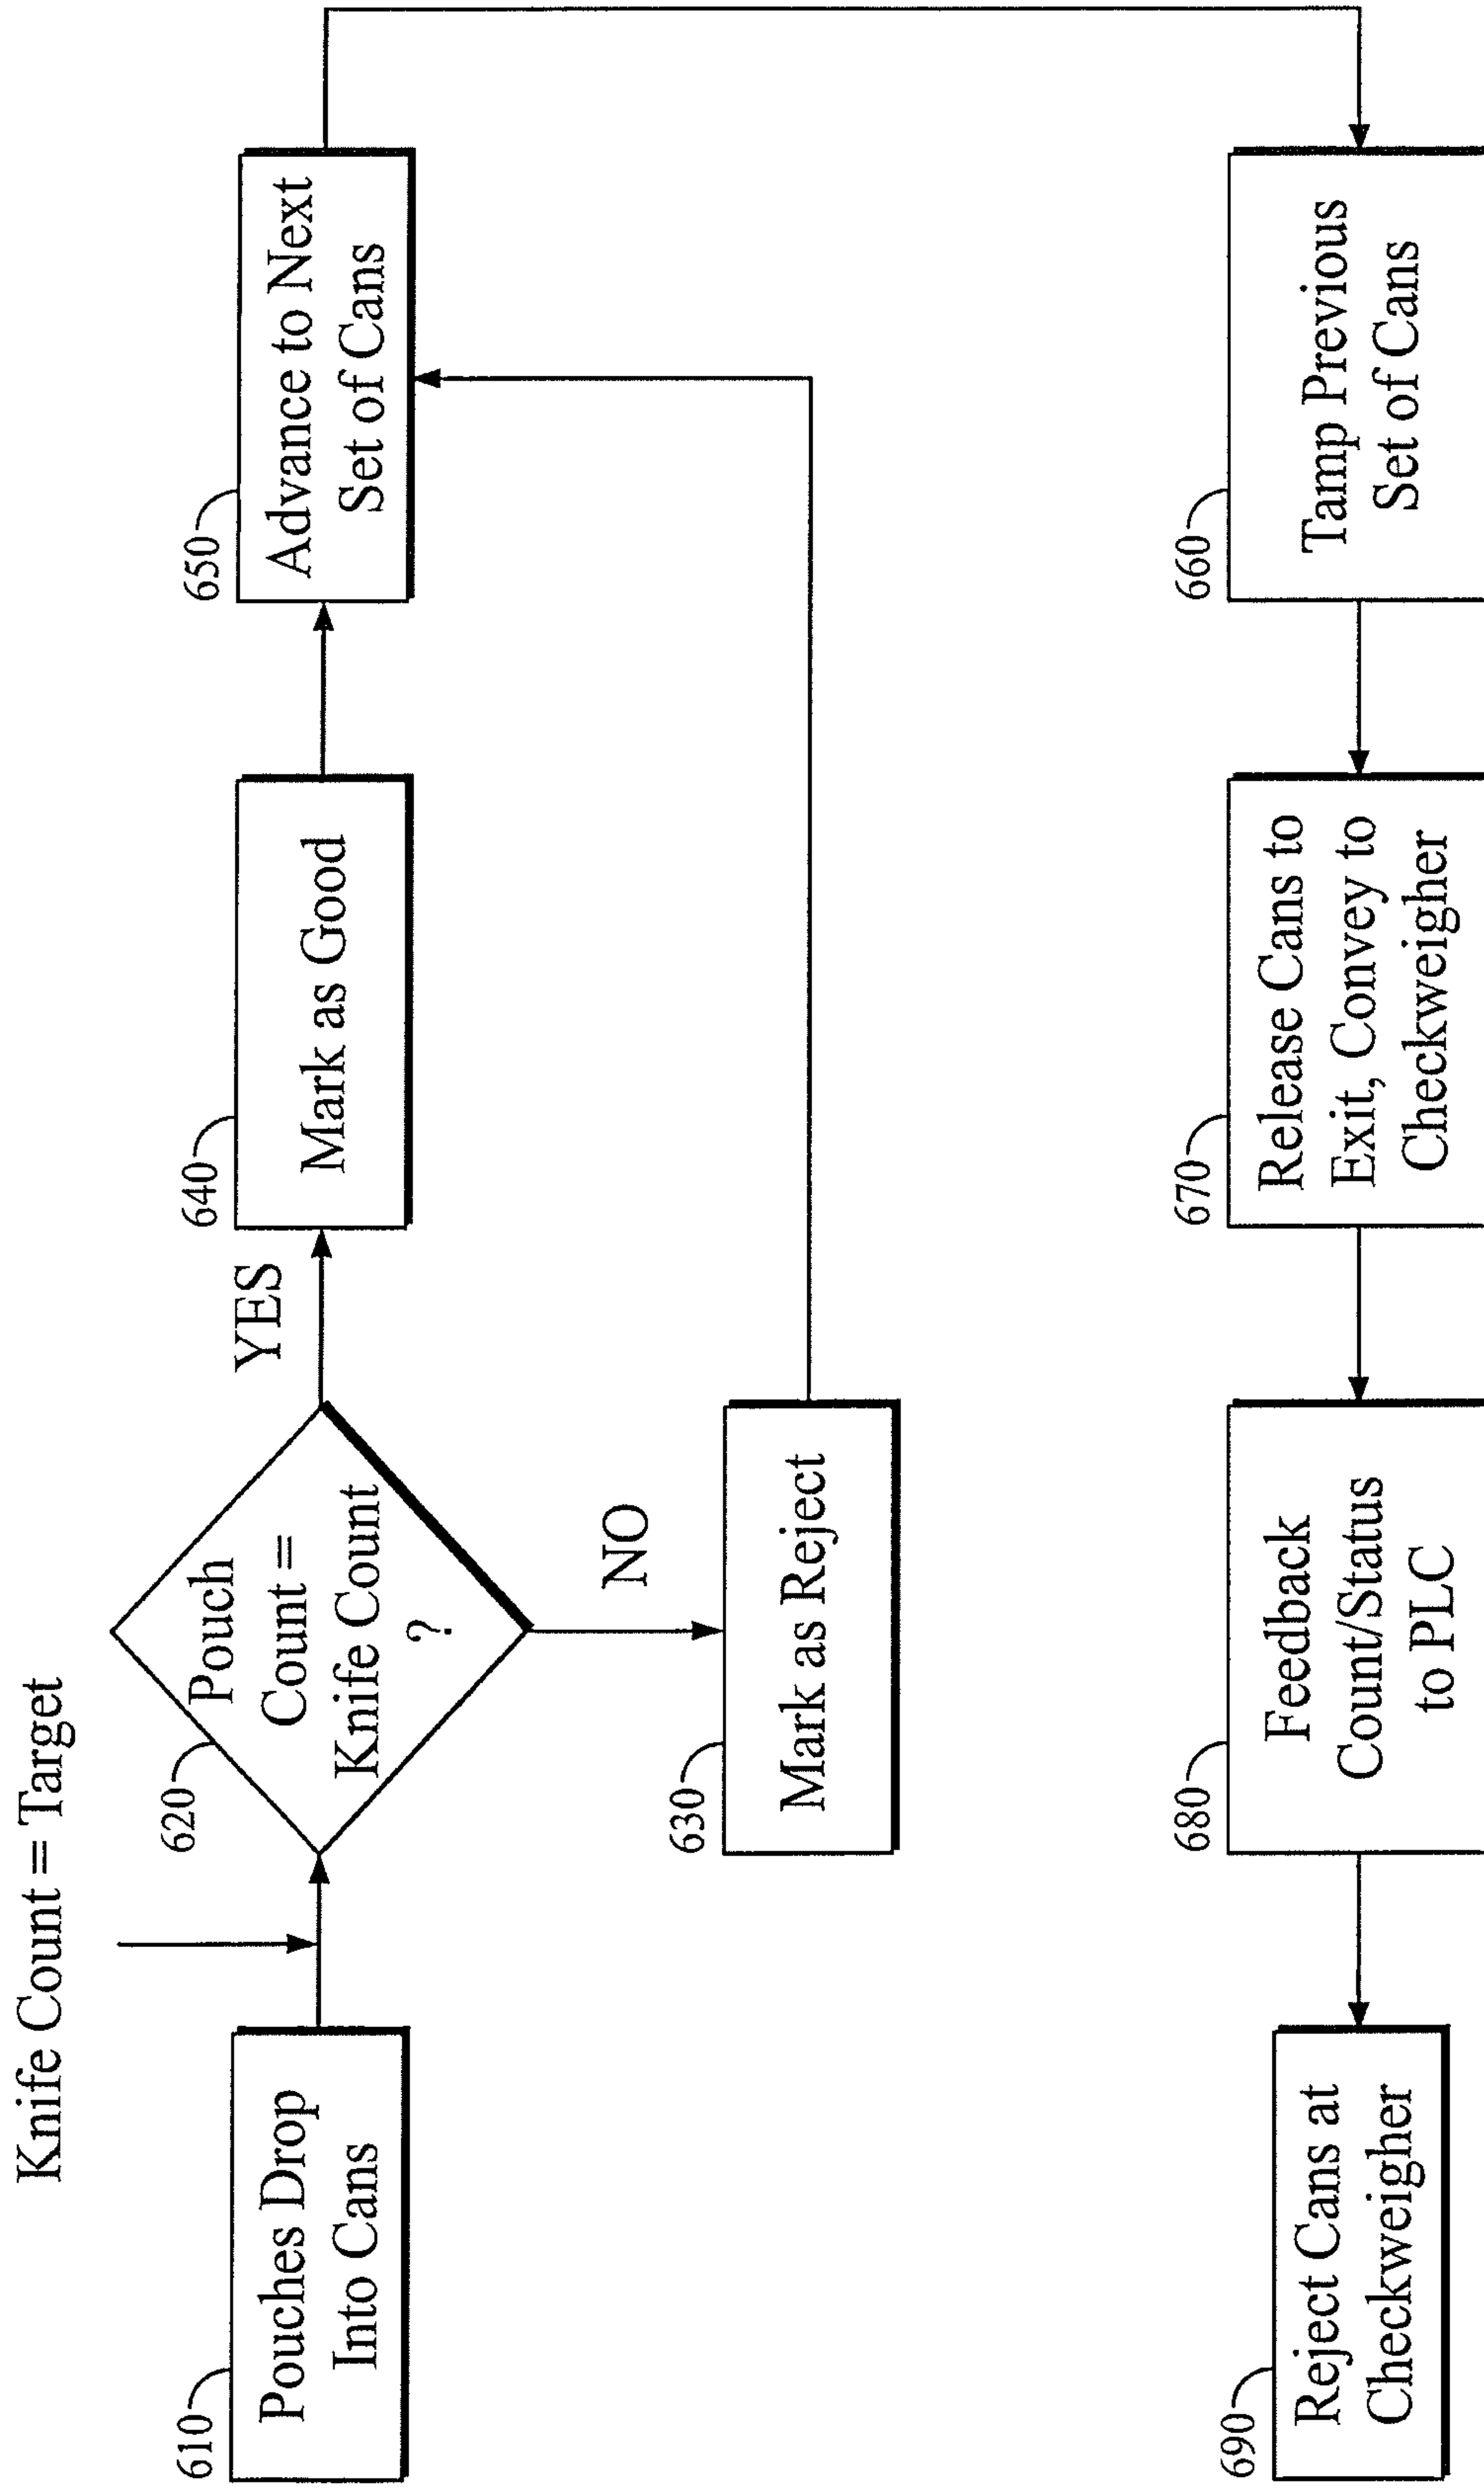 Knife Count = Target
610
Pouches Drop
Into Cans
620
Pouch
Count =
Knife Count
?
YES
NO
630
Mark as Reject
640
Mark as Good
650
Advance to Next
Set of Cans
660
Tamp Previous
Set of Cans
670
Release Cans to
Exit, Convey to
Checkweigher
680
Feedback
Count/Status
to PLC
690
Reject Cans at
Checkweigher